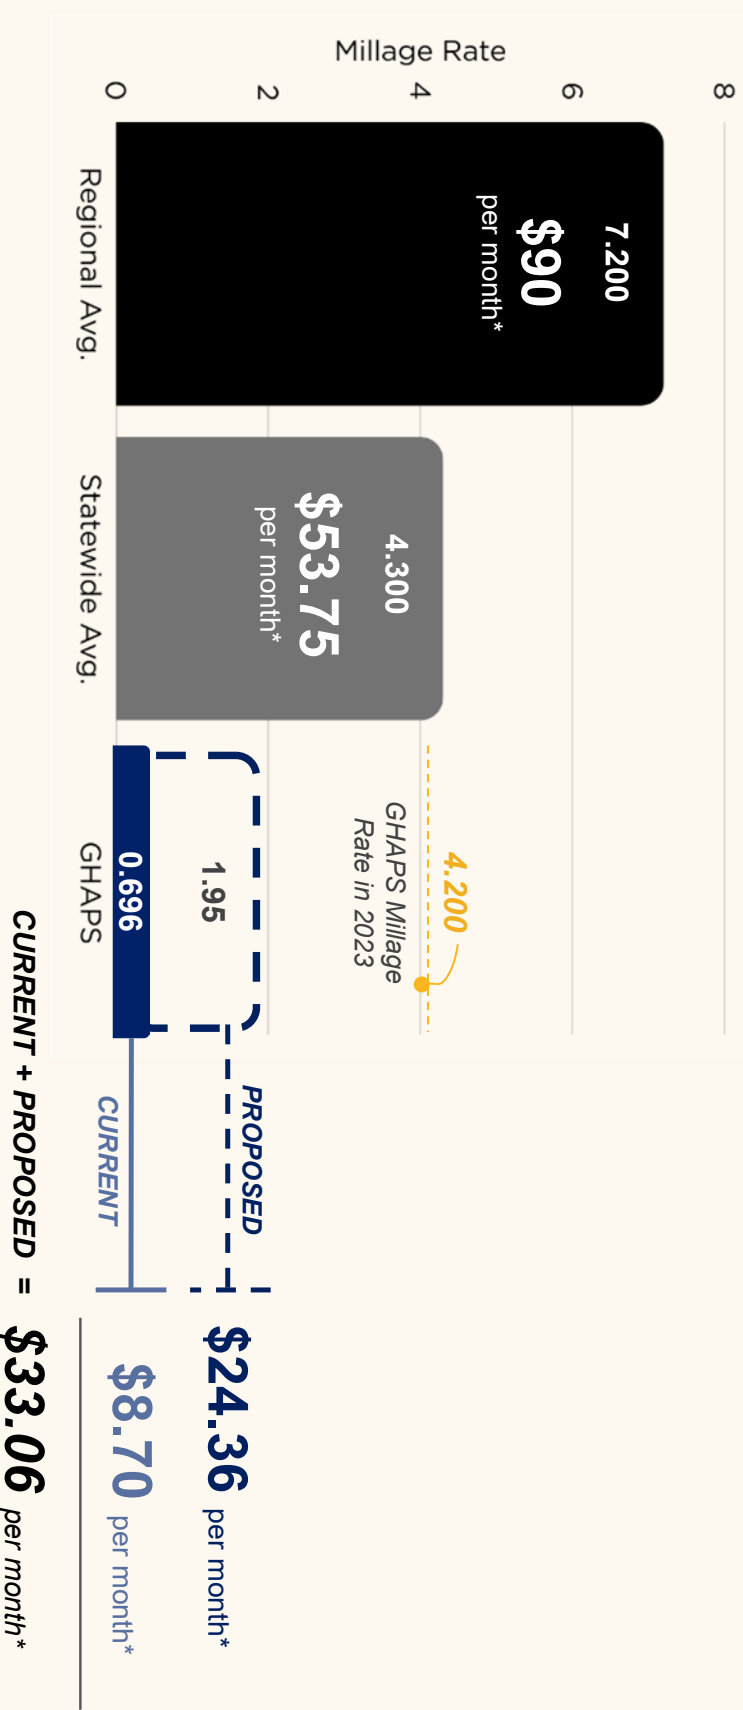 Millage Rate
8
6
4
2
0
7.200
$90
per month*
Regional Avg.
4.300
$53.75
per month*
Statewide Avg.
4.200
GHAPS Millage
Rate in 2023
1.95
0.696
GHAPS
PROPOSED
$24.36 per month*
CURRENT
$8.70 per month*
CURRENT + PROPOSED = $33.06 per month*